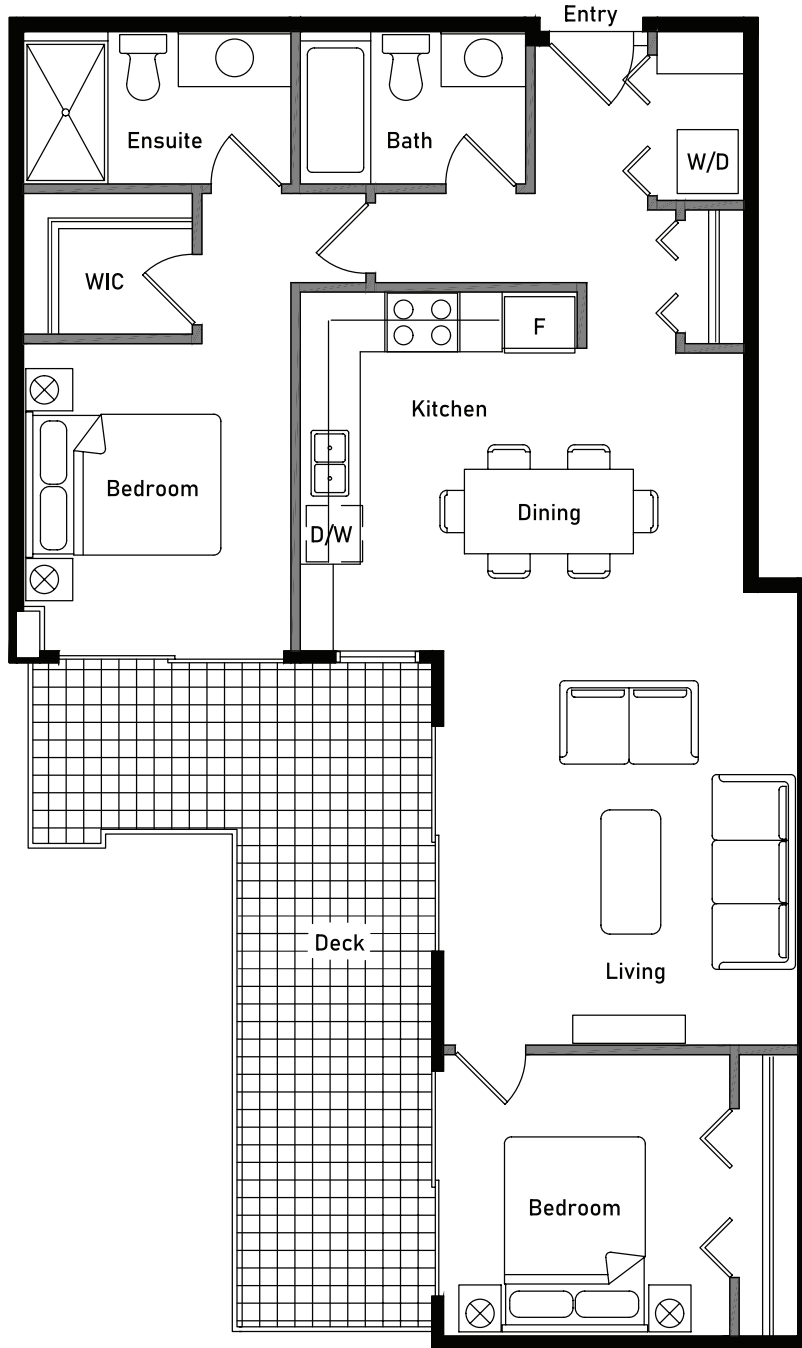 Entry
Ensuite
Bath
W/D
WIC
F
Kitchen
Bedroom
Dining
D/W
Deck
Living
Bedroom